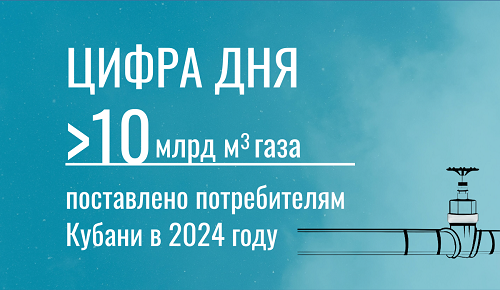 ЦИФРА ДНЯ
>10 млрд м³ газа
поставлено потребителям
Кубани в 2024 году